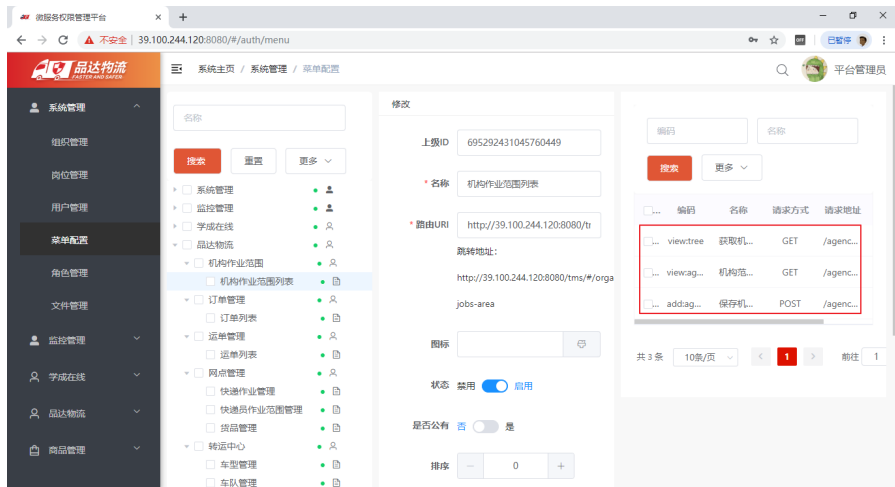 微服务权限管理平台
不安全 | 39.100.244.120:8080/#/auth/menu
已暂停
品达物流
FASTER AND SAFER
系统主页 / 系统管理 / 菜单配置
平台管理员
系统管理
组织管理
岗位管理
用户管理
菜单配置
角色管理
文件管理
监控管理
学成在线
品达物流
商品管理
名称
搜索 重置 更多
系统管理
监控管理
学成在线
品达物流
机构作业范围
机构作业范围列表
订单管理
订单列表
运单管理
运单列表
网点管理
快递作业管理
快递员作业范围管理
货品管理
转运中心
车型管理
车队管理
修改
上级ID 695292431045760449
* 名称 机构作业范围列表
* 路由URI http://39.100.244.120:8080/tr
跳转地址:
http://39.100.244.120:8080/tms/#/orga
jobs-area
图标
状态 禁用 启用
是否公有 否 是
排序 — 0 +
编码 名称
搜索 更多
... 编码 名称 请求方式 请求地址
... view:tree 获取机... GET /agenc...
... view:ag... 机构范... GET /agenc...
... add:ag... 保存机... POST /agenc...
共 3 条 10条/页 < 1 > 前往 1